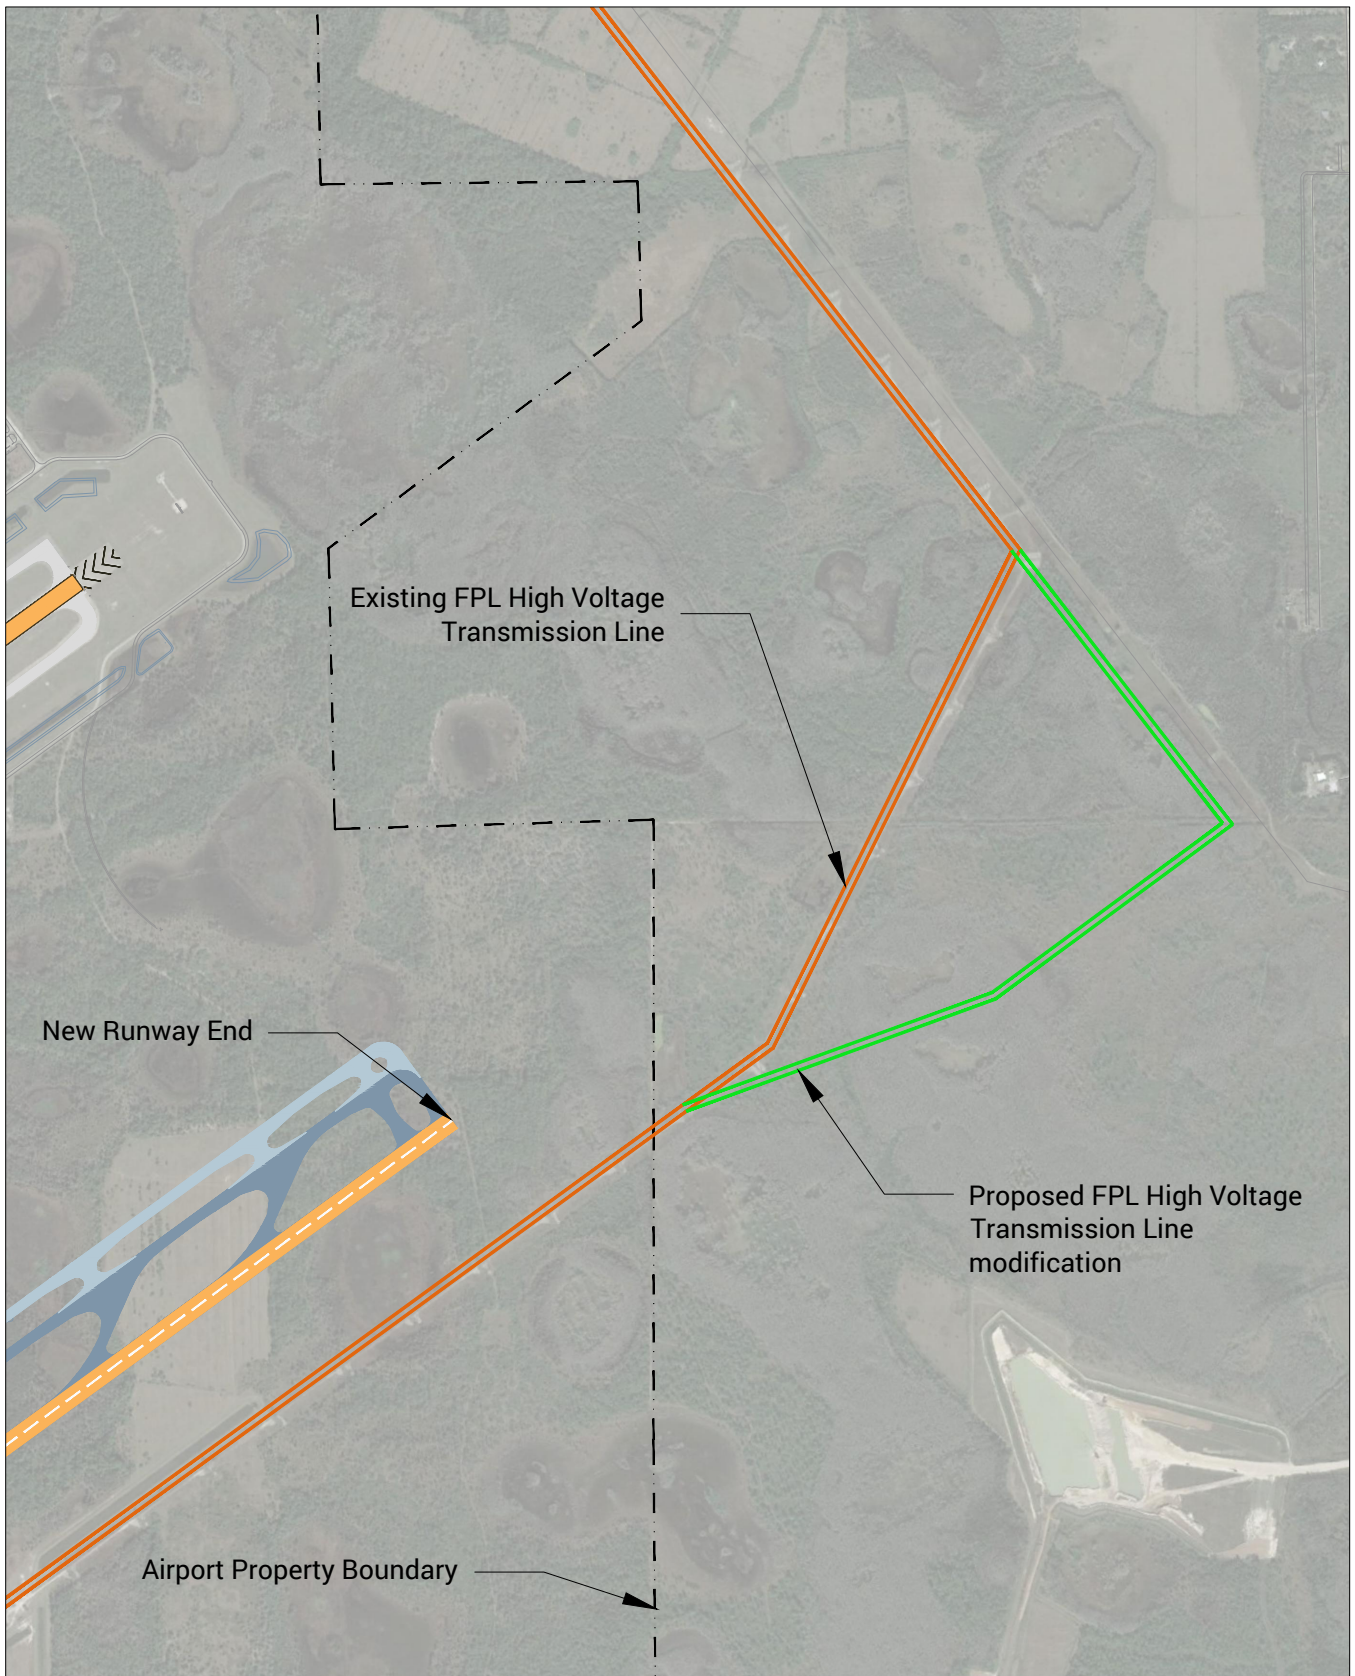 Existing FPL High Voltage
Transmission Line
New Runway End
Proposed FPL High Voltage
Transmission Line
modification
Airport Property Boundary